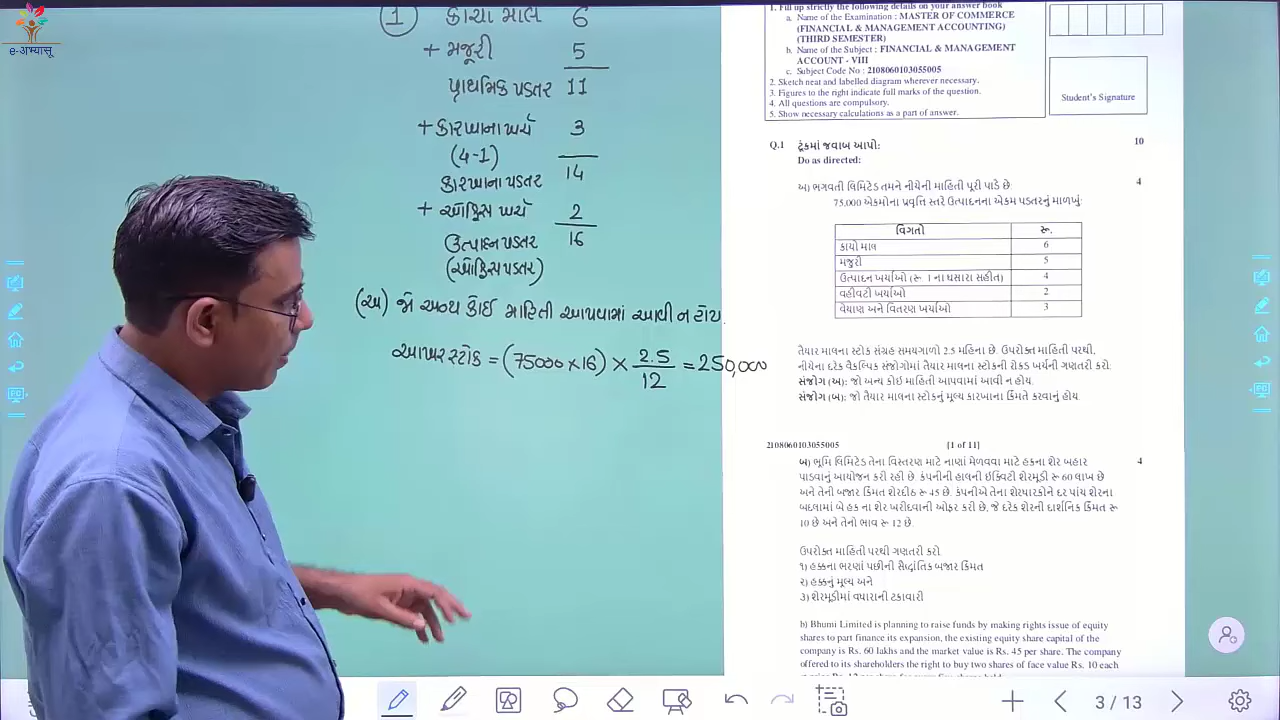 e-अभ्यासू
① કાચો માલ 6
+ મજૂરી 5
પ્રાથમિક પડતર 11
+ કારખાના ખર્ચ 3
(4-1)
કારખાના પડતર 14
+ ઓફિસ ખર્ચ 2
ઉત્પાદન પડતર 16
(ઓફિસ પડતર)
(અ) જો અન્ય કોઈ માહિતી આપવામાં આવી ન હોય.
આખર સ્ટોક = (75000 × 16) × 2.5/12 = 250,000
1. Fill up strictly the following details on your answer book
a. Name of the Examination : MASTER OF COMMERCE
(FINANCIAL & MANAGEMENT ACCOUNTING)
(THIRD SEMESTER)
b. Name of the Subject : FINANCIAL & MANAGEMENT
ACCOUNT - VIII
c. Subject Code No : 2108060103055005
2. Sketch neat and labelled diagram wherever necessary.
3. Figures to the right indicate full marks of the question.
4. All questions are compulsory.
5. Show necessary calculations as a part of answer.
Student's Signature
Q.1 ટૂંકમાં જવાબ આપો: 10
Do as directed:
અ) ભગવતી લિમિટેડ તમને નીચેની માહિતી પૂરી પાડે છે: 4
75,000 એકમોના પ્રવૃત્તિ સ્તરે ઉત્પાદનના એકમ પડતરનું માળખું:
વિગતો રૂ.
કાચો માલ 6
મજુરી 5
ઉત્પાદન ખર્ચાઓ (રૂ 1 ના ઘસારા સહીત) 4
વહીવટી ખર્ચાઓ 2
વેચાણ અને વિતરણ ખર્ચાઓ 3
તૈયાર માલના સ્ટોક સંગ્રહ સમયગાળો 2.5 મહિના છે. ઉપરોક્ત માહિતી પરથી,
નીચેના દરેક વૈકલ્પિક સંજોગોમાં તૈયાર માલના સ્ટોકની રોકડ ખર્ચની ગણતરી કરો.
સંજોગ (અ): જો અન્ય કોઈ માહિતી આપવામાં આવી ન હોય.
સંજોગ (બ): જો તૈયાર માલના સ્ટોકનું મૂલ્ય કારખાના કિંમતે કરવાનું હોય.
2108060103055005 [1 of 11]
બ) ભૂમિ લિમિટેડ તેના વિસ્તરણ માટે નાણાં મેળવવા માટે હકના શેર બહાર 4
પાડવાનું આયોજન કરી રહી છે. કંપનીની હાલની ઇક્વિટી શેરમૂડી રૂ 60 લાખ છે
અને તેની બજાર કિંમત શેરદીઠ રૂ 45 છે. કંપનીએ તેના શેરધારકોને દર પાંચ શેરના
બદલામાં બે હક ના શેર ખરીદવાની ઓફર કરી છે, જે દરેક શેરની દાર્શનિક કિંમત રૂ
10 છે અને તેનો ભાવ રૂ 12 છે.
ઉપરોક્ત માહિતી પરથી ગણતરી કરો.
૧) હક્કના ભરણાં પછીની સૈદ્ધાંતિક બજાર કિંમત
૨) હક્કનું મૂલ્ય અને
૩) શેરમૂડીમાં વધારાની ટકાવારી
b) Bhumi Limited is planning to raise funds by making rights issue of equity
shares to part finance its expansion, the existing equity share capital of the
company is Rs. 60 lakhs and the market value is Rs. 45 per share. The company
offered to its shareholders the right to buy two shares of face value Rs. 10 each
3 / 13